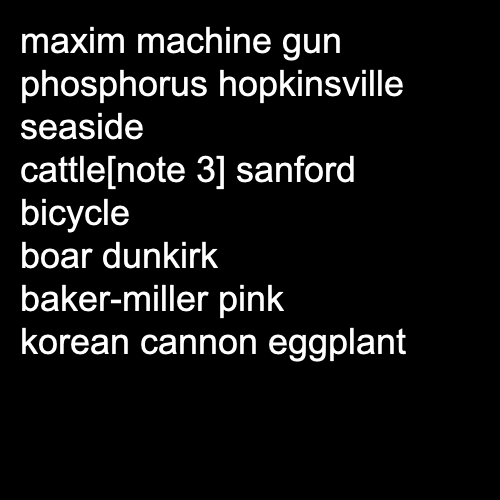 maxim machine gun
phosphorus hopkinsville
seaside
cattle[note 3] sanford
bicycle
boar dunkirk
baker-miller pink
korean cannon eggplant